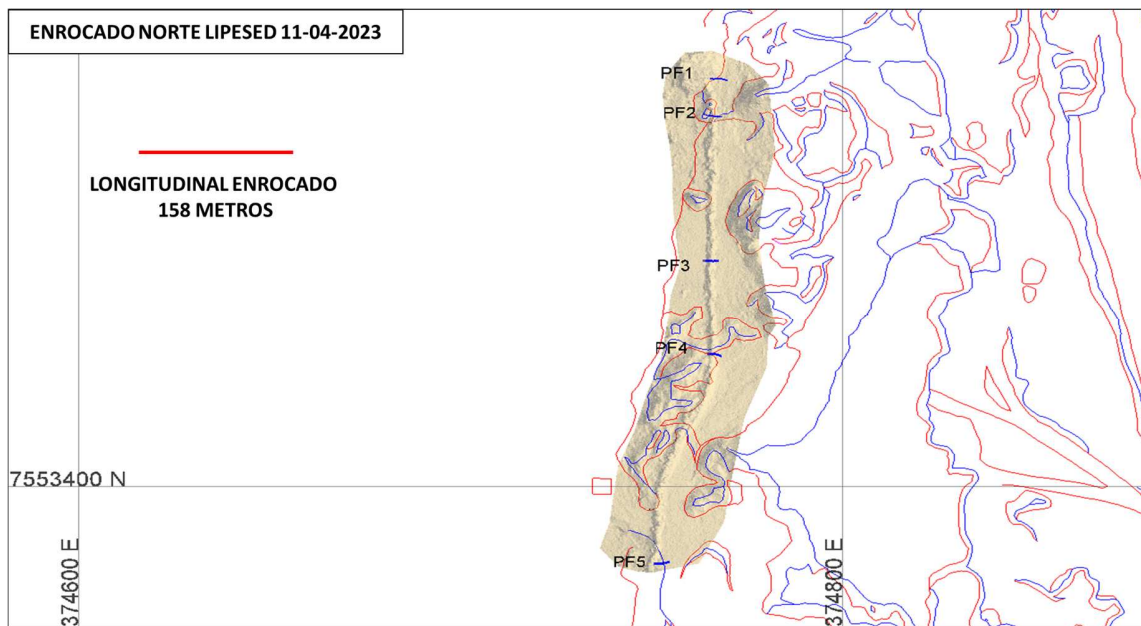 ENROCADO NORTE LIPESED 11-04-2023
PF1
PF2
LONGITUDINAL ENROCADO
158 METROS
PF3
PF4
7553400 N
PF5
374600 E
374800 E